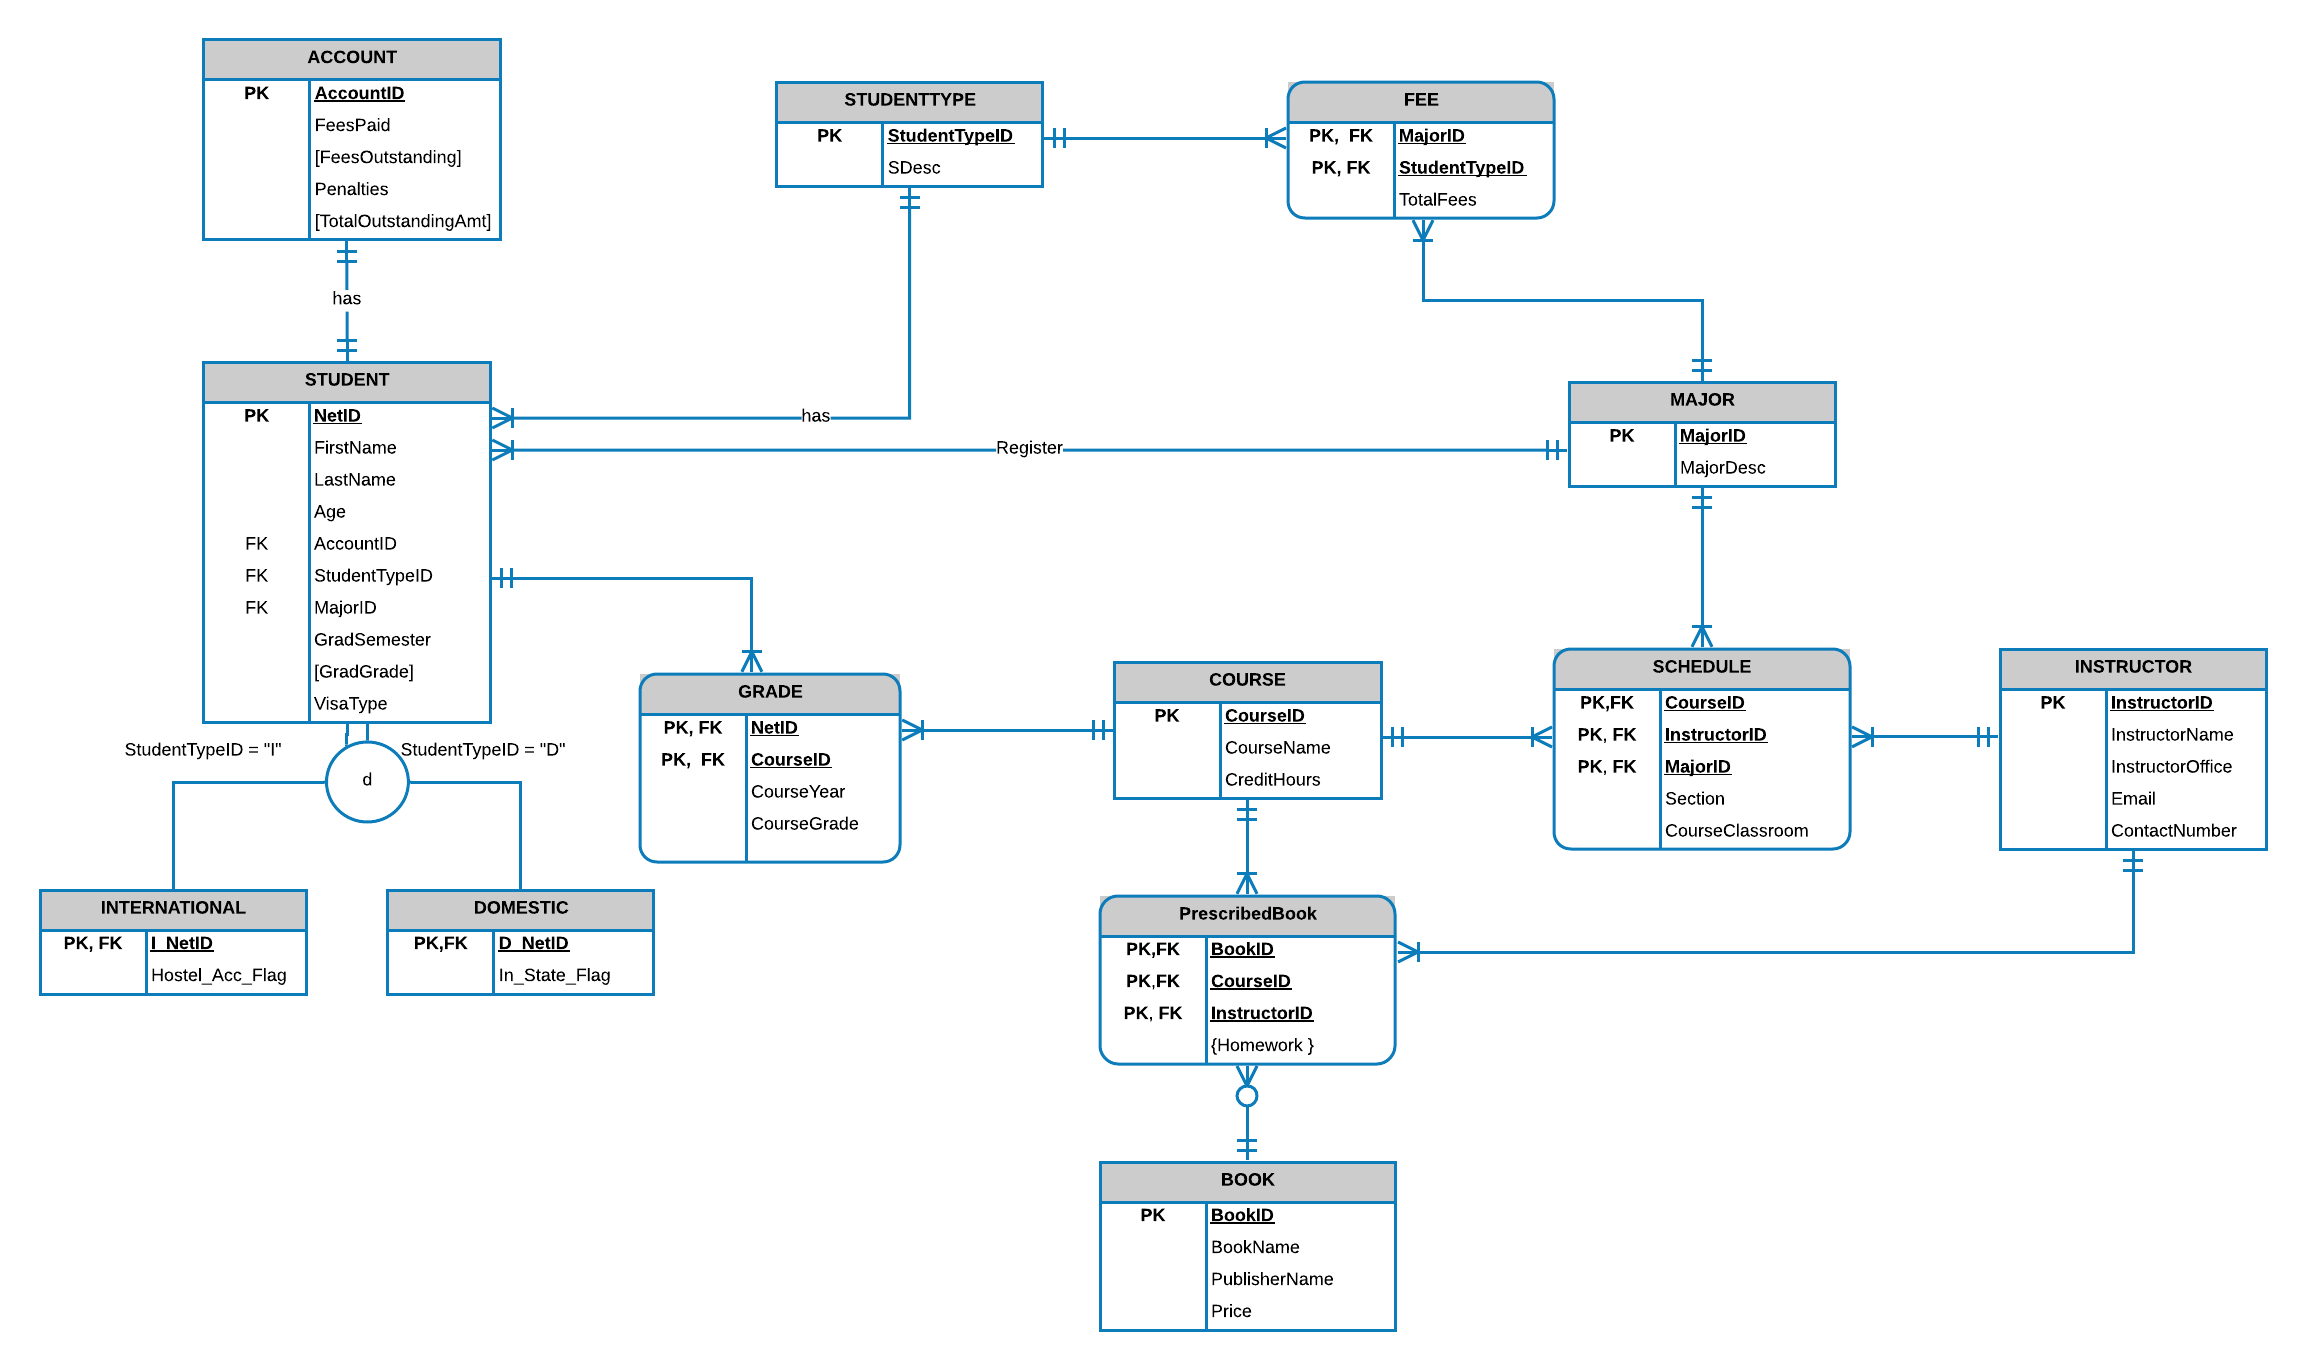 ACCOUNT
PK AccountID
FeesPaid
[FeesOutstanding]
Penalties
[TotalOutstandingAmt]
has
STUDENTTYPE
PK StudentTypeID
SDesc
FEE
PK, FK MajorID
PK, FK StudentTypeID
TotalFees
STUDENT
PK NetID
FirstName
LastName
Age
FK AccountID
FK StudentTypeID
FK MajorID
GradSemester
[GradGrade]
VisaType
has
Register
MAJOR
PK MajorID
MajorDesc
StudentTypeID = "I"
StudentTypeID = "D"
d
GRADE
PK, FK NetID
PK, FK CourseID
CourseYear
CourseGrade
COURSE
PK CourseID
CourseName
CreditHours
SCHEDULE
PK,FK CourseID
PK, FK InstructorID
PK, FK MajorID
Section
CourseClassroom
INSTRUCTOR
PK InstructorID
InstructorName
InstructorOffice
Email
ContactNumber
INTERNATIONAL
PK, FK I_NetID
Hostel_Acc_Flag
DOMESTIC
PK,FK D_NetID
In_State_Flag
PrescribedBook
PK,FK BookID
PK,FK CourseID
PK, FK InstructorID
{Homework }
BOOK
PK BookID
BookName
PublisherName
Price